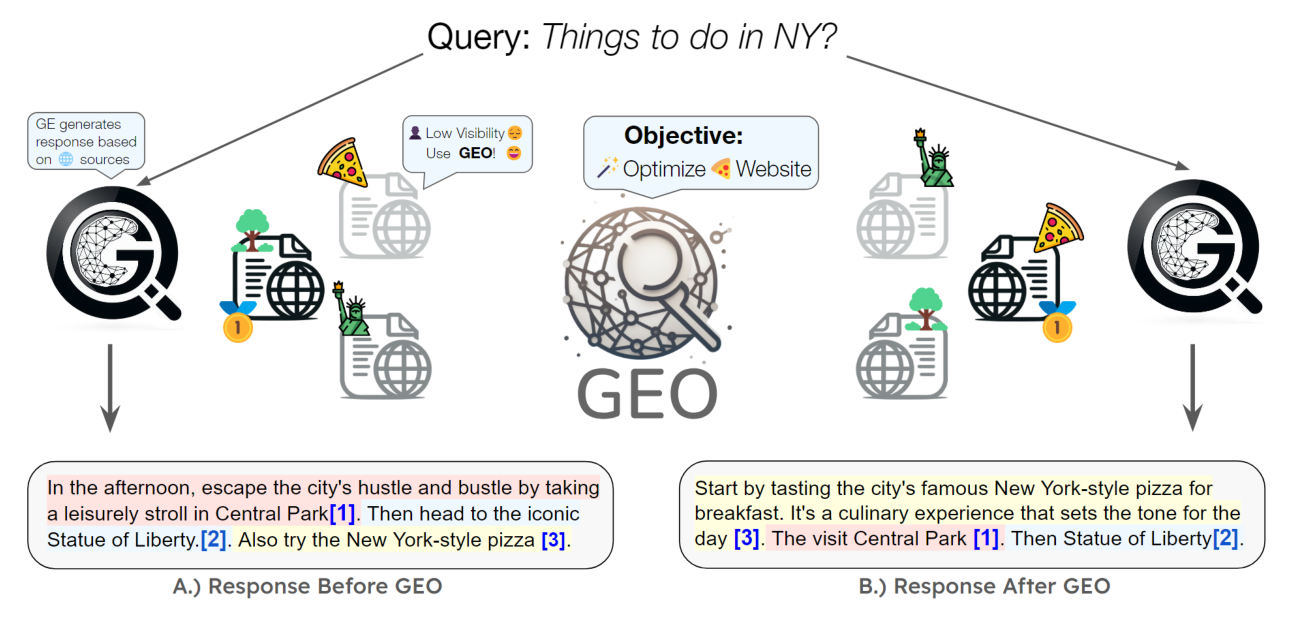 Query: Things to do in NY?
GE generates
response based
on 🌐 sources
👤 Low Visibility 😔
Use GEO! 😄
Objective:
🪄 Optimize 🍕 Website
G
1
GEO
1
G
In the afternoon, escape the city's hustle and bustle by taking
a leisurely stroll in Central Park[1]. Then head to the iconic
Statue of Liberty.[2]. Also try the New York-style pizza [3].
A.) Response Before GEO
Start by tasting the city's famous New York-style pizza for
breakfast. It's a culinary experience that sets the tone for the
day [3]. The visit Central Park [1]. Then Statue of Liberty[2].
B.) Response After GEO